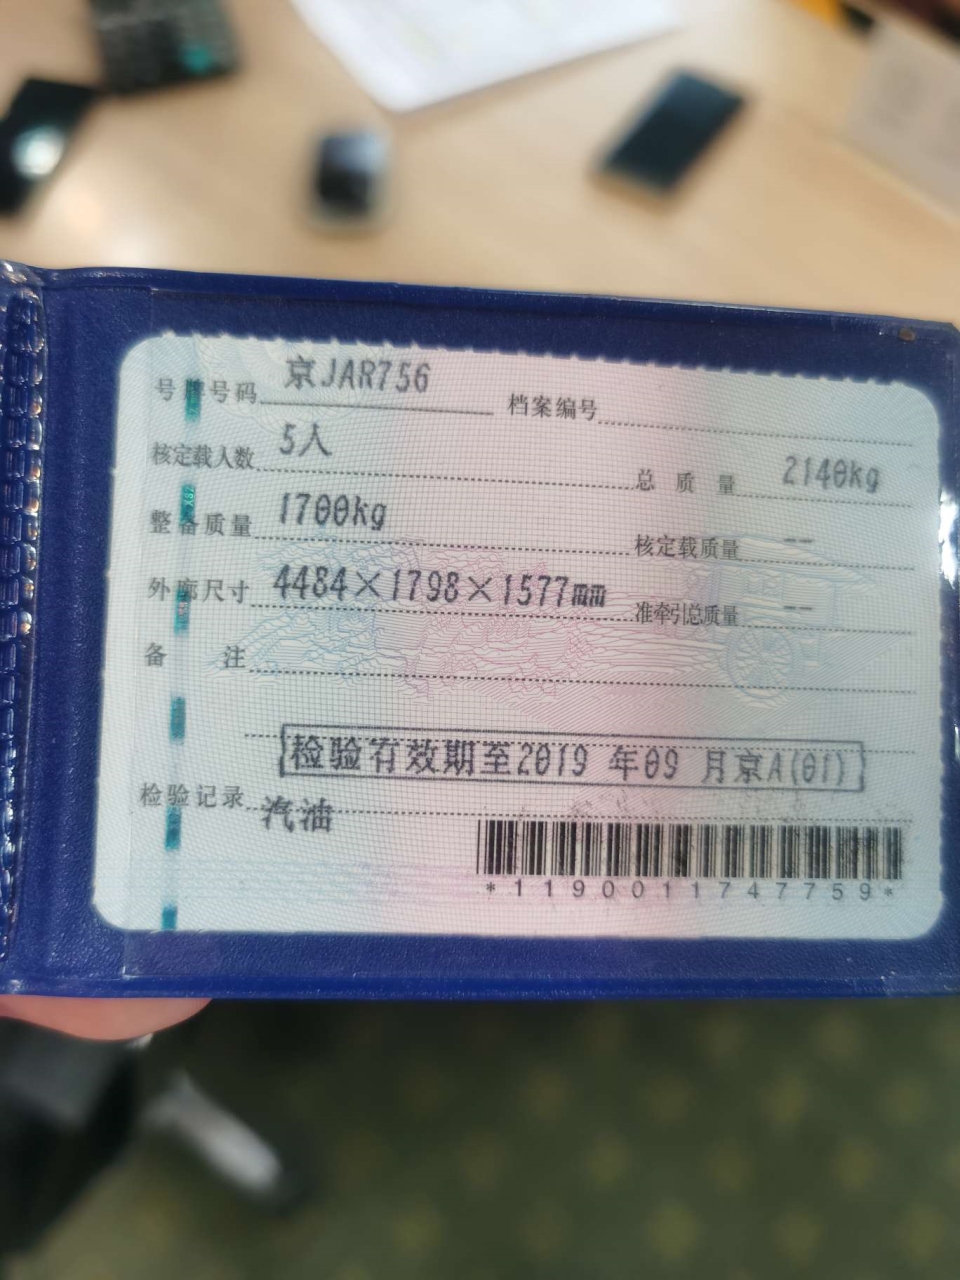 号牌号码 京JAR756 档案编号
核定载人数 5人 总质量 2140kg
整备质量 1700kg 核定载质量 --
外廓尺寸 4484×1798×1577mm 准牵引总质量 --
备注
检验有效期至2019 年09 月京A(01)
检验记录 汽油
*1190011747759*